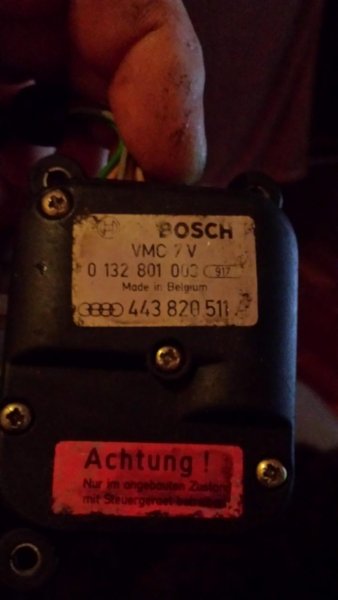 BOSCH
VMC 7 V
0 132 801 003 917
Made in Belgium
443 820 511
Achtung !
Nur im angebauten Zustand
mit Steuergerät